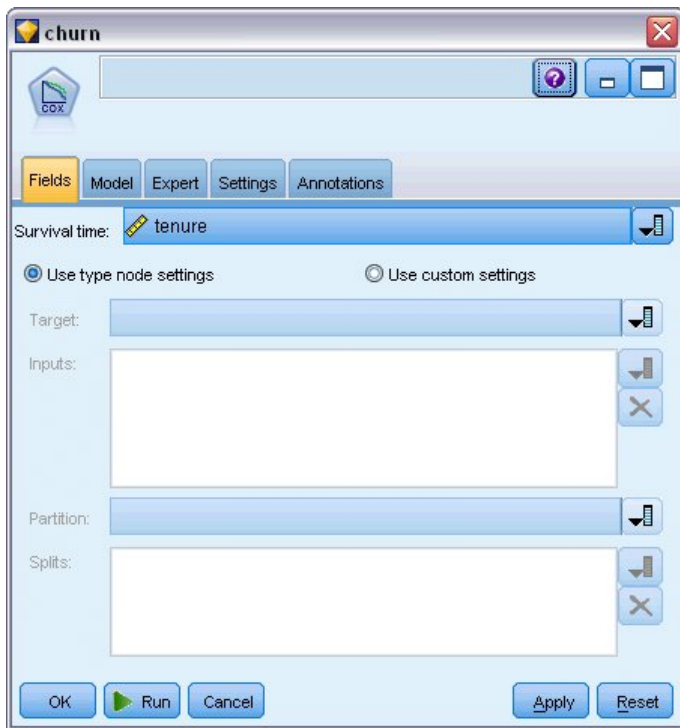 churn
COX
Fields Model Expert Settings Annotations
Survival time: tenure
Use type node settings Use custom settings
Target:
Inputs:
Partition:
Splits:
OK Run Cancel Apply Reset